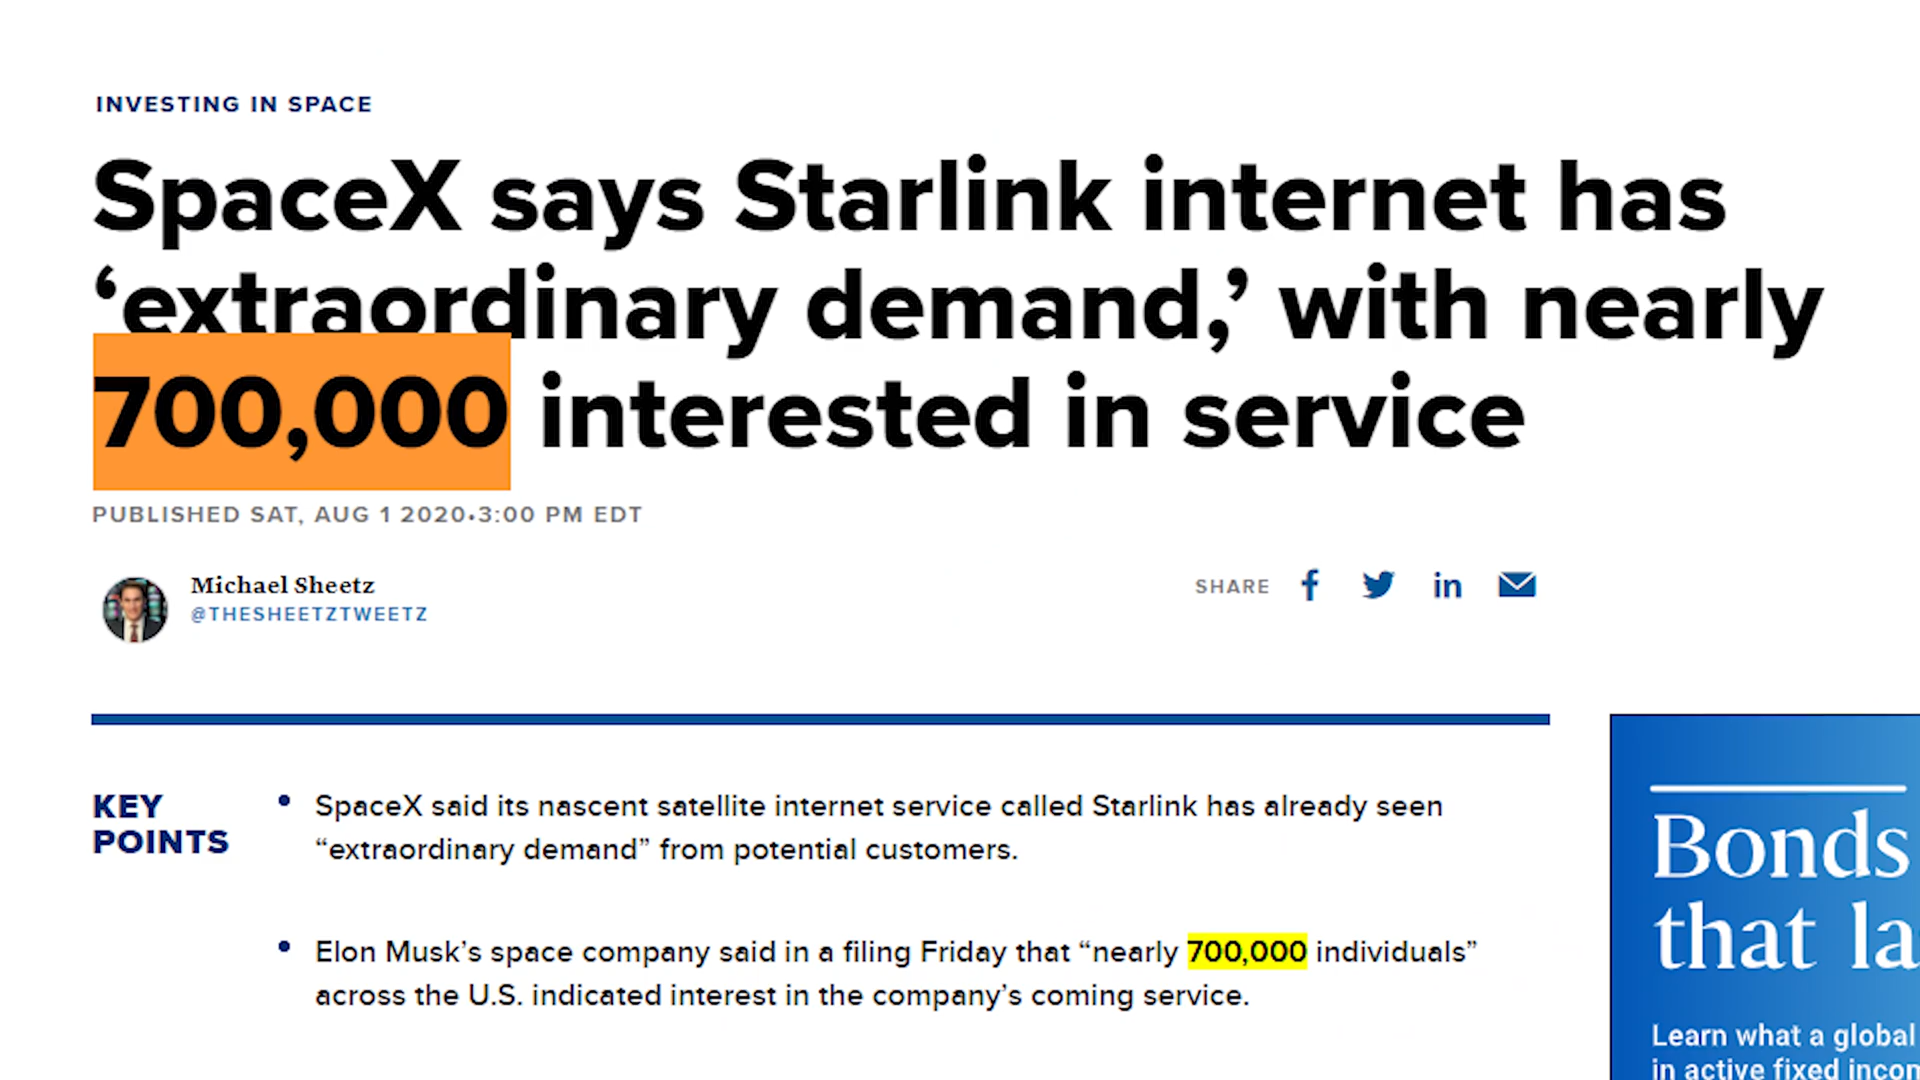 INVESTING IN SPACE
SpaceX says Starlink internet has
‘extraordinary demand,’ with nearly
700,000 interested in service
PUBLISHED SAT, AUG 1 2020•3:00 PM EDT
Michael Sheetz
@THESHEETZTWEETZ
SHARE
KEY
POINTS
• SpaceX said its nascent satellite internet service called Starlink has already seen
“extraordinary demand” from potential customers.
• Elon Musk’s space company said in a filing Friday that “nearly 700,000 individuals”
across the U.S. indicated interest in the company’s coming service.
Bonds
that la
Learn what a global
in active fixed incom